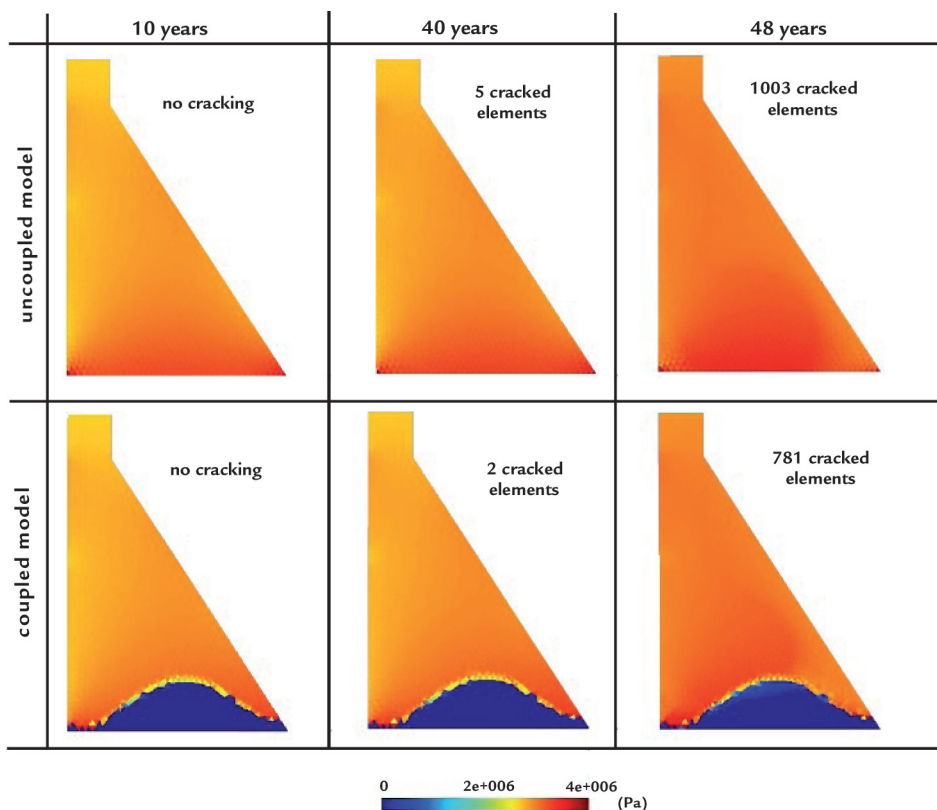 10 years
40 years
48 years
uncoupled model
no cracking
5 cracked
elements
1003 cracked
elements
coupled model
no cracking
2 cracked
elements
781 cracked
elements
0 2e+006 4e+006
(Pa)